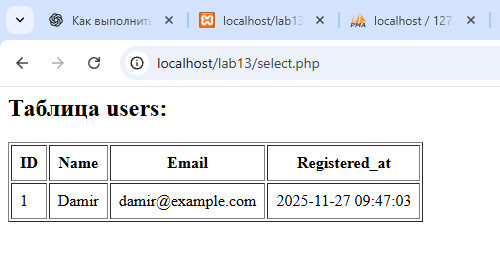 Как выполнить
localhost/lab13
localhost / 127
localhost/lab13/select.php
Таблица users:
ID Name Email Registered_at
1 Damir damir@example.com 2025-11-27 09:47:03